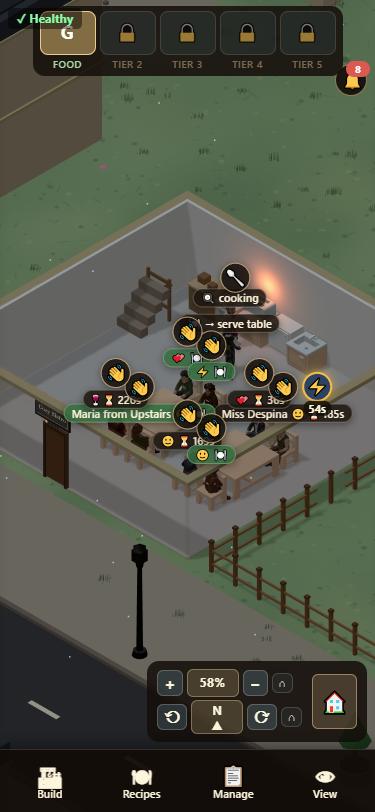 ✓ Healthy
G
FOOD
TIER 2
TIER 3
TIER 4
TIER 5
8
cooking
→ serve table
Maria from Upstairs
Miss Despina
54s
58%
N
Build
Recipes
Manage
View